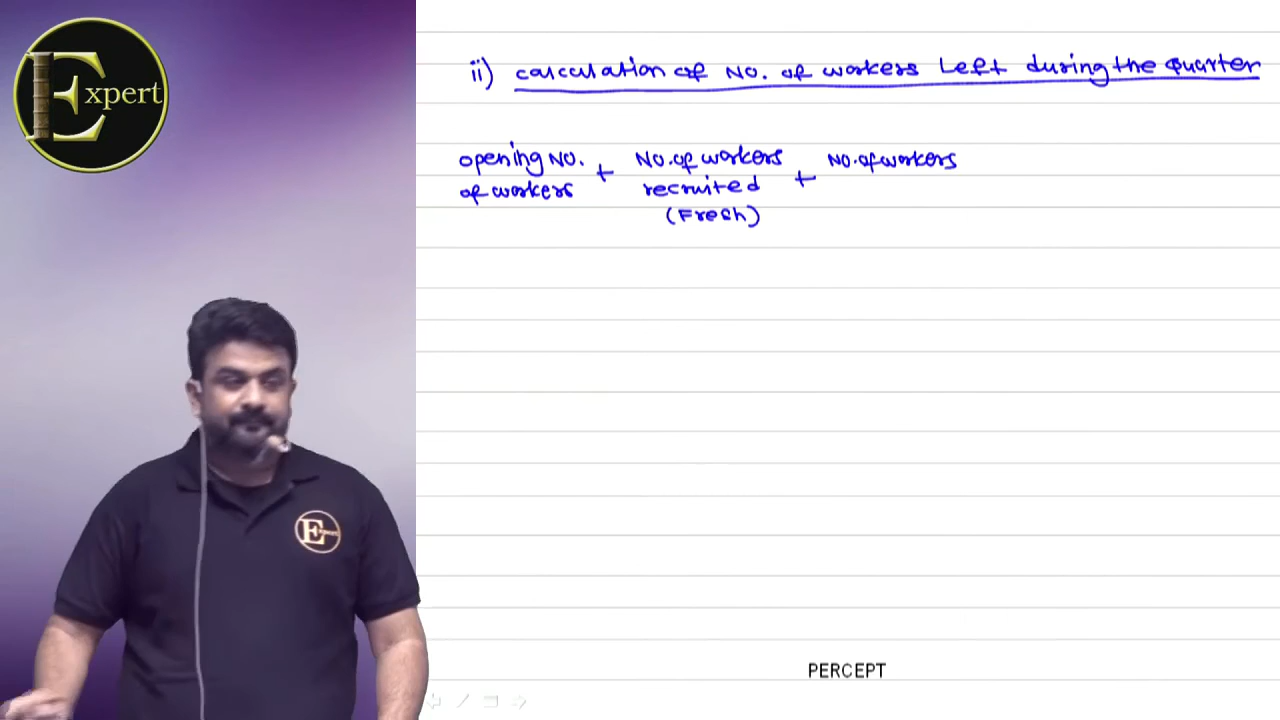 Expert
ii) calculation of No. of workers Left during the Quarter
opening No. + No. of workers + No. of workers
of workers recruited
(Fresh)
Expert
PERCEPT